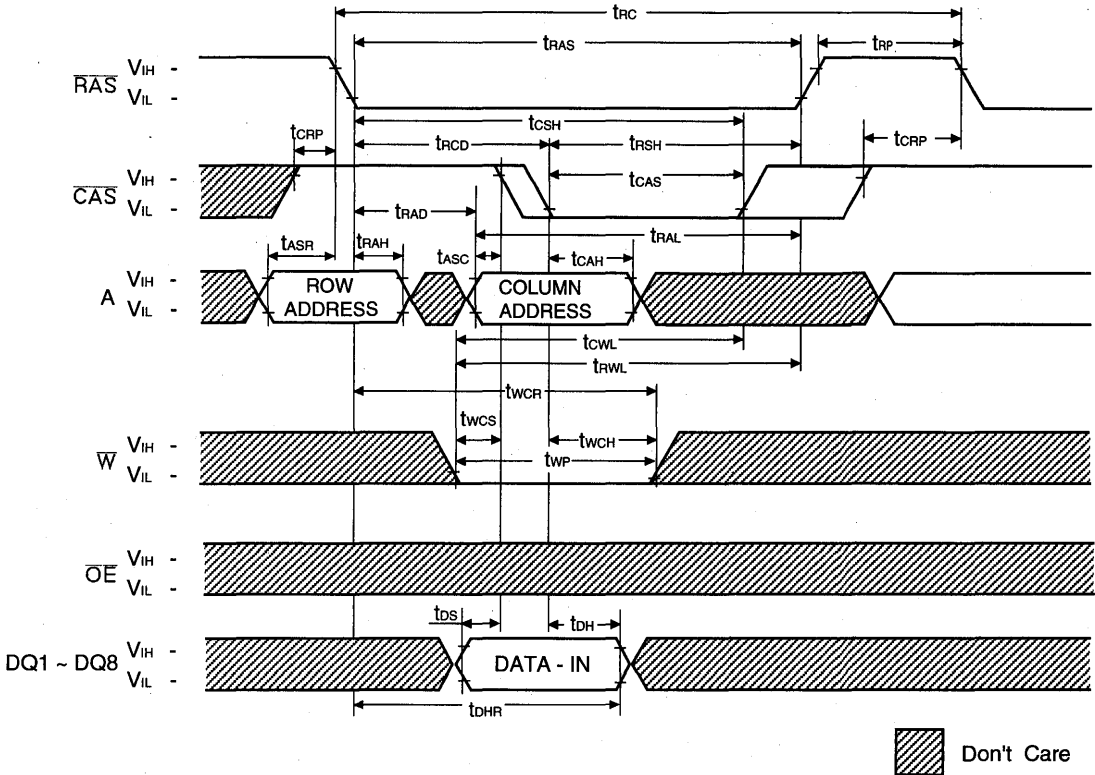 tRC
tRAS
tRP
RAS
VIH -
VIL -
tCSH
tCRP
tRCD
tRSH
tCRP
CAS
VIH -
VIL -
tCAS
tRAD
tRAL
tASR
tRAH
tASC
tCAH
A
VIH -
VIL -
ROW ADDRESS
COLUMN ADDRESS
tCWL
tRWL
tWCR
tWCS
tWCH
W
VIH -
VIL -
tWP
OE
VIH -
VIL -
tDS
tDH
DQ1 ~ DQ8
VIH -
VIL -
DATA - IN
tDHR
Don't Care